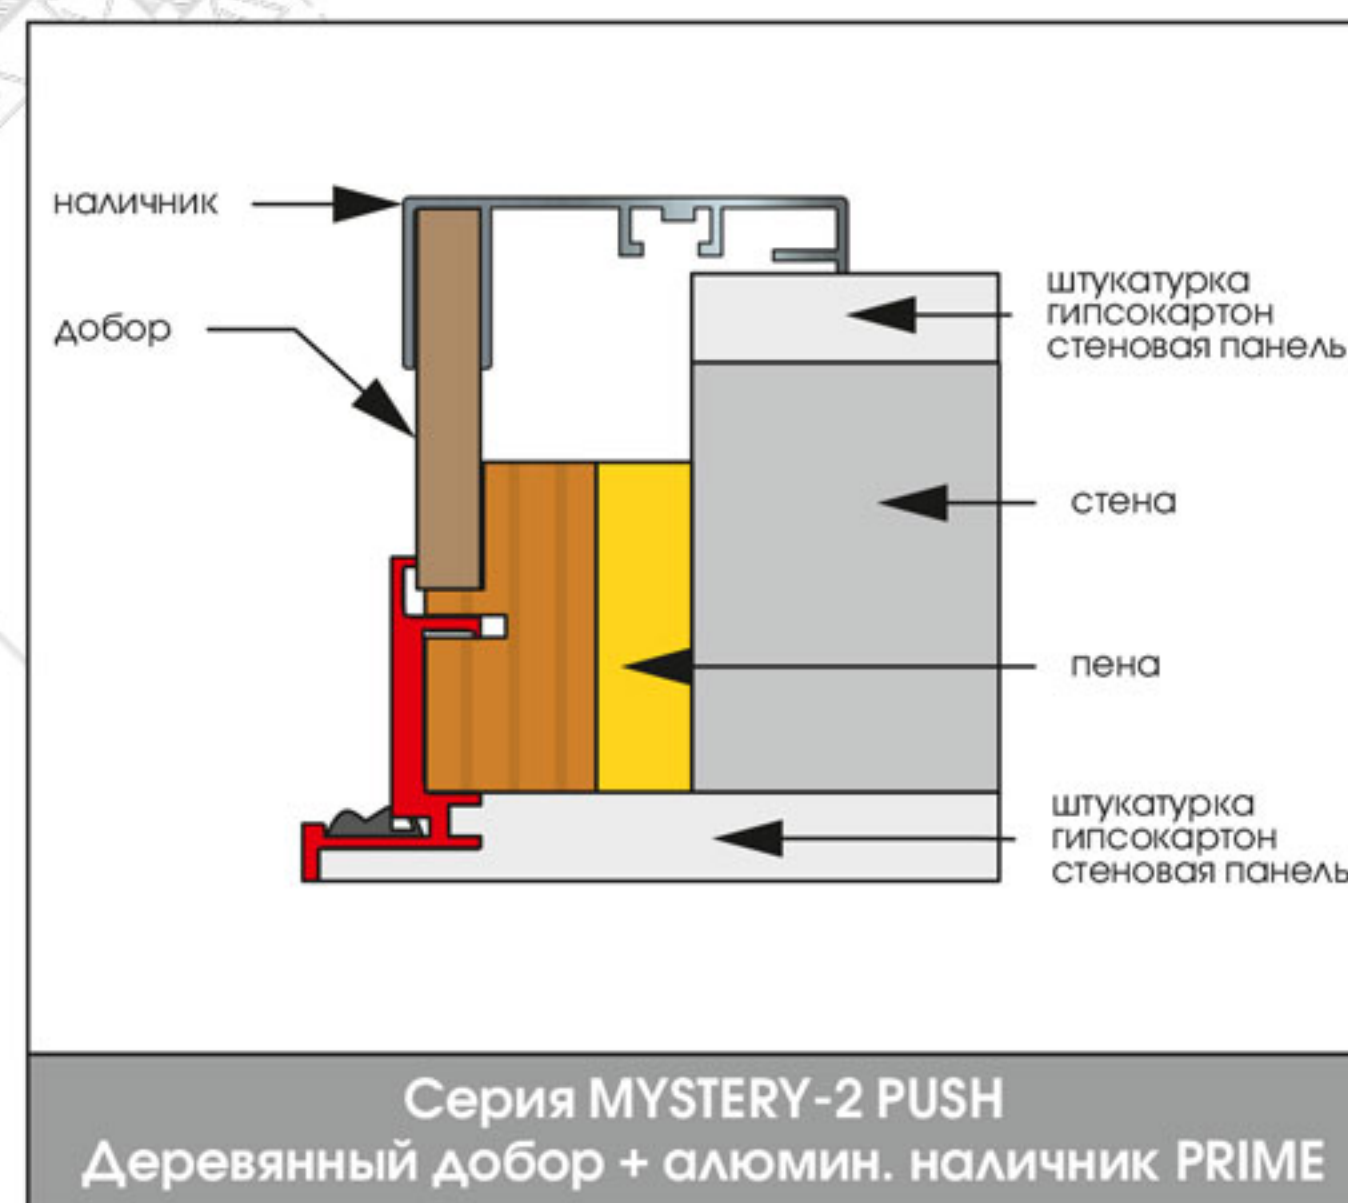 наличник
добор
штукатурка
гипсокартон
стеновая панель
стена
пена
штукатурка
гипсокартон
стеновая панель
Серия MYSTERY-2 PUSH
Деревянный добор + алюмин. наличник PRIME